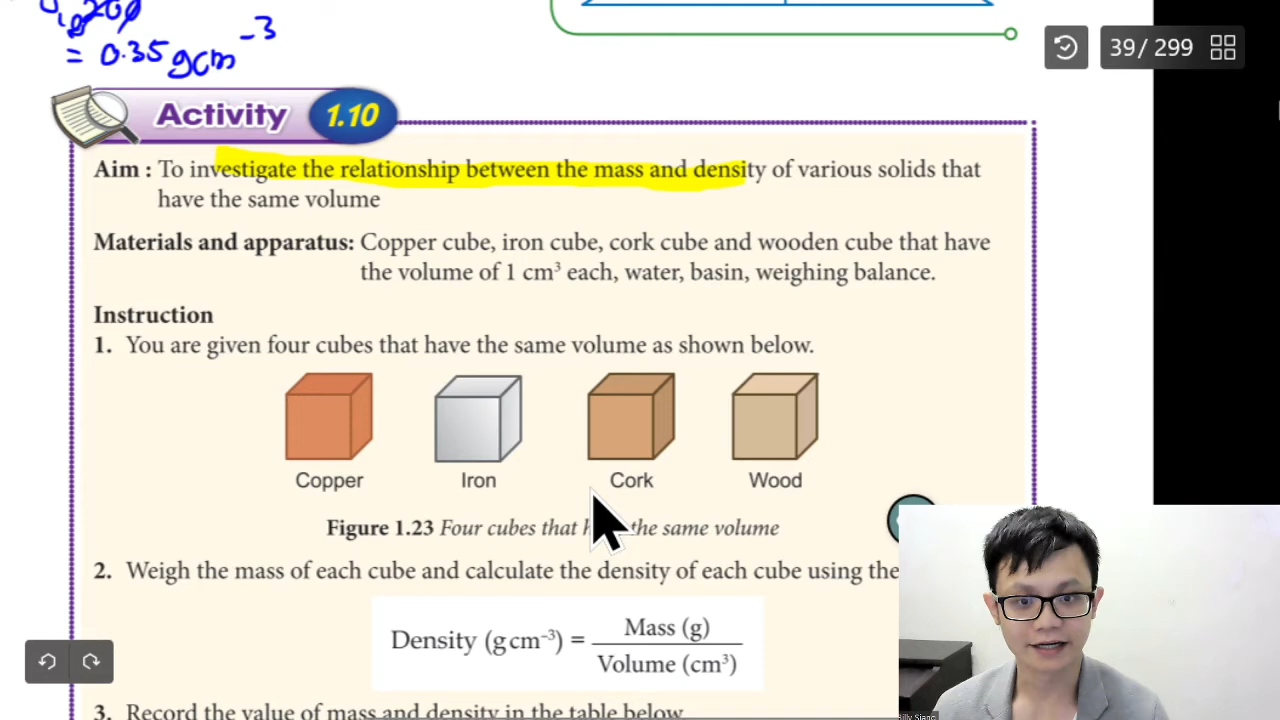 = 0.35 gcm⁻³
39/299
Activity 1.10
Aim : To investigate the relationship between the mass and density of various solids that
have the same volume
Materials and apparatus: Copper cube, iron cube, cork cube and wooden cube that have
the volume of 1 cm³ each, water, basin, weighing balance.
Instruction
1. You are given four cubes that have the same volume as shown below.
Copper Iron Cork Wood
Figure 1.23 Four cubes that the same volume
2. Weigh the mass of each cube and calculate the density of each cube using the
Density (g cm⁻³) = Mass (g)
Volume (cm³)
3. Record the value of mass and density in the table below